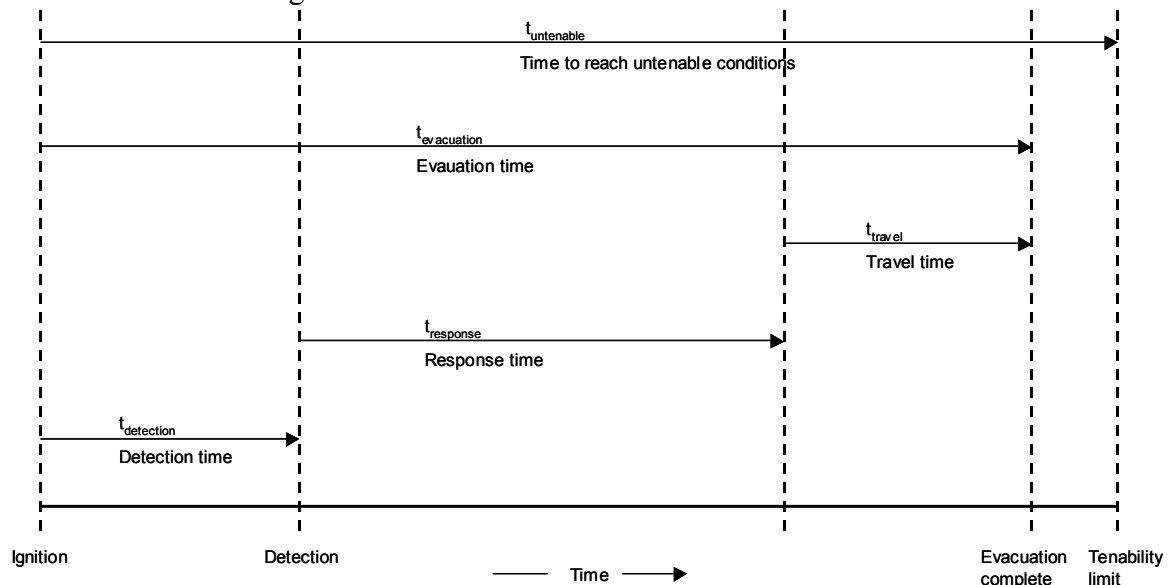 t_untenable
Time to reach untenable conditions
t_evacuation
Evauation time
t_travel
Travel time
t_response
Response time
t_detection
Detection time
Ignition
Detection
Time
Evacuation
complete
Tenability
limit